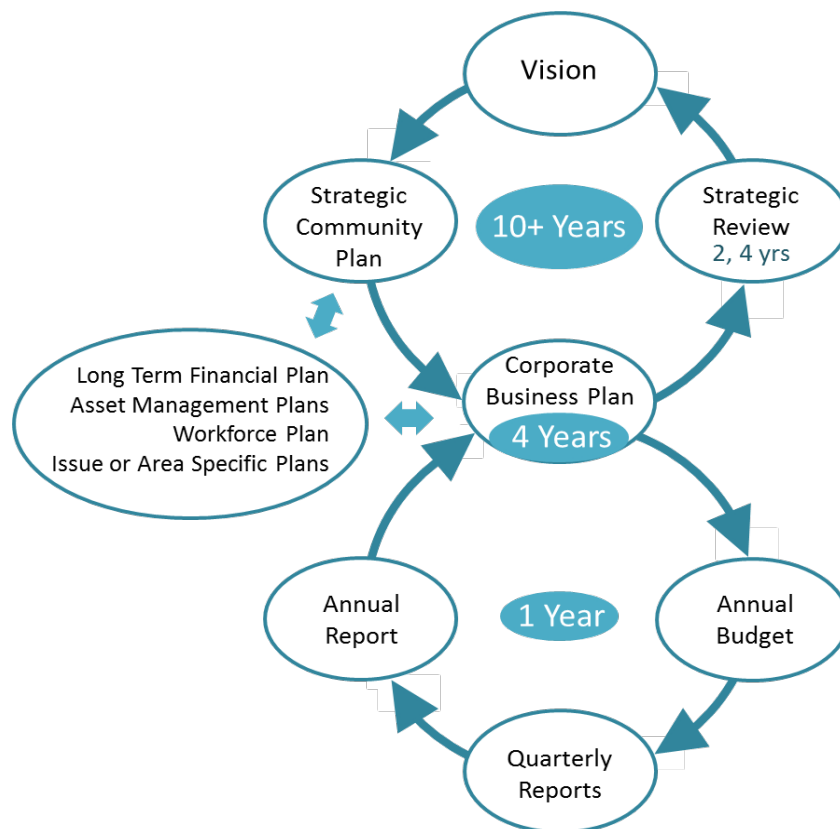 Vision
Strategic
Community
Plan
10+ Years
Strategic
Review
2, 4 yrs
Long Term Financial Plan
Asset Management Plans
Workforce Plan
Issue or Area Specific Plans
Corporate
Business Plan
4 Years
Annual
Report
1 Year
Annual
Budget
Quarterly
Reports